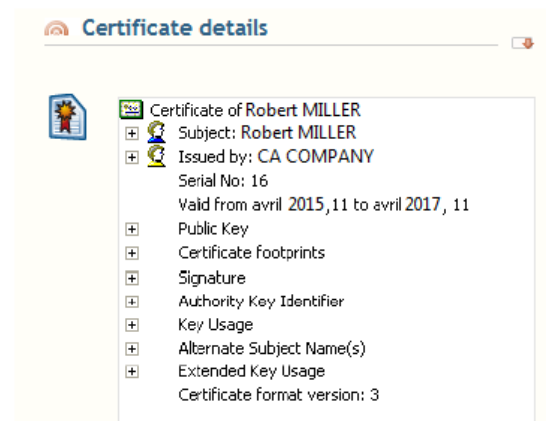 Certificate details
Certificate of Robert MILLER
Subject: Robert MILLER
Issued by: CA COMPANY
Serial No: 16
Valid from avril 2015,11 to avril 2017, 11
Public Key
Certificate footprints
Signature
Authority Key Identifier
Key Usage
Alternate Subject Name(s)
Extended Key Usage
Certificate format version: 3